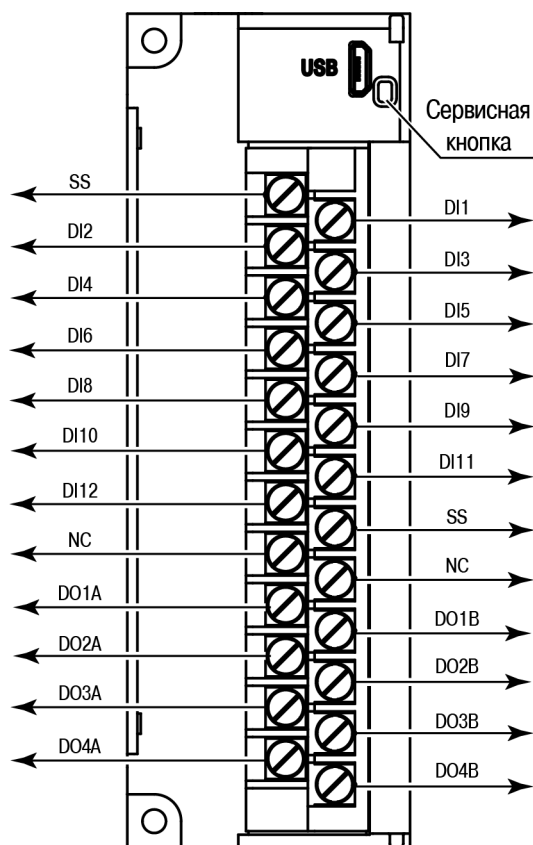 USB
Сервисная
кнопка
SS
DI1
DI2
DI3
DI4
DI5
DI6
DI7
DI8
DI9
DI10
DI11
DI12
SS
NC
NC
DO1A
DO1B
DO2A
DO2B
DO3A
DO3B
DO4A
DO4B